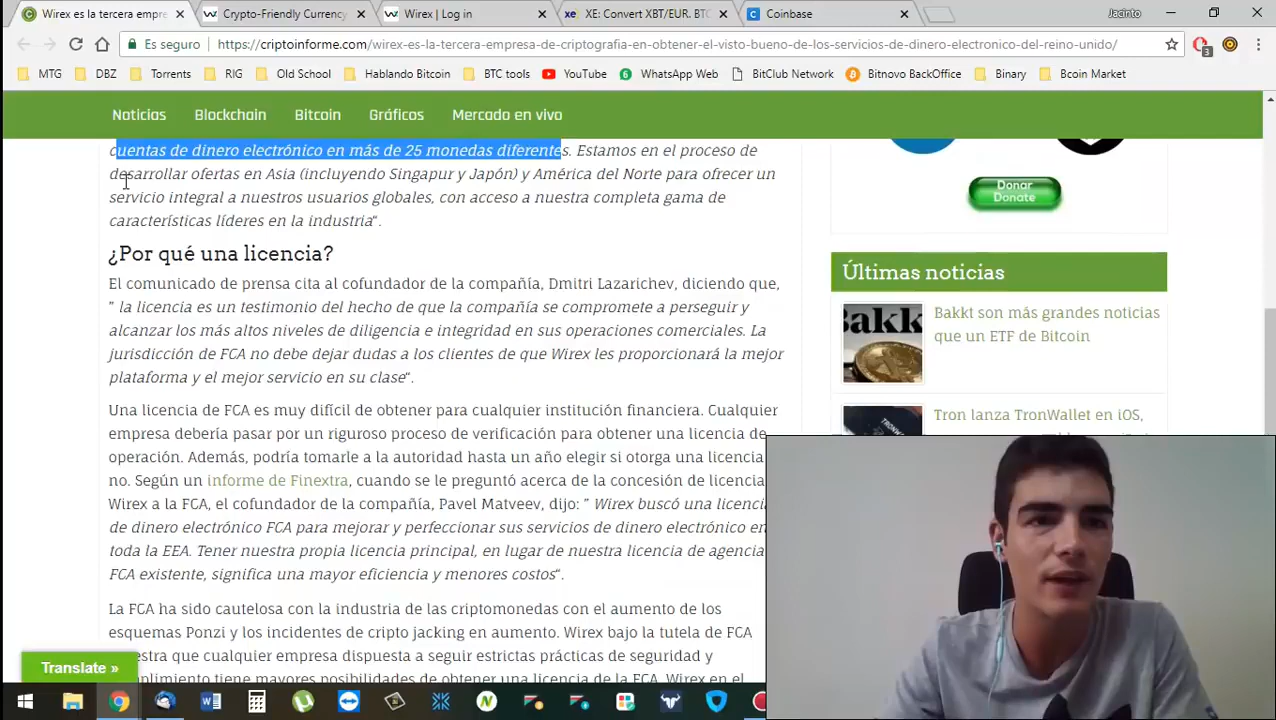 Wirex es la tercera empre
Crypto-Friendly Currency
Wirex | Log in
XE: Convert XBT/EUR. BTC
Coinbase
Jacinto
Es seguro
https://criptoinforme.com/wirex-es-la-tercera-empresa-de-criptografia-en-obtener-el-visto-bueno-de-los-servicios-de-dinero-electronico-del-reino-unido/
3
MTG
DBZ
Torrents
RIG
Old School
Hablando Bitcoin
BTC tools
YouTube
WhatsApp Web
BitClub Network
Bitnovo BackOffice
Binary
Bcoin Market
Noticias
Blockchain
Bitcoin
Gráficos
Mercado en vivo
cuentas de dinero electrónico en más de 25 monedas diferentes. Estamos en el proceso de
desarrollar ofertas en Asia (incluyendo Singapur y Japón) y América del Norte para ofrecer un
servicio integral a nuestros usuarios globales, con acceso a nuestra completa gama de
características líderes en la industria“.
¿Por qué una licencia?
El comunicado de prensa cita al cofundador de la compañía, Dmitri Lazarichev, diciendo que,
” la licencia es un testimonio del hecho de que la compañía se compromete a perseguir y
alcanzar los más altos niveles de diligencia e integridad en sus operaciones comerciales. La
jurisdicción de FCA no debe dejar dudas a los clientes de que Wirex les proporcionará la mejor
plataforma y el mejor servicio en su clase“.
Una licencia de FCA es muy difícil de obtener para cualquier institución financiera. Cualquier
empresa debería pasar por un riguroso proceso de verificación para obtener una licencia de
operación. Además, podría tomarle a la autoridad hasta un año elegir si otorga una licencia
no. Según un informe de Finextra, cuando se le preguntó acerca de la concesión de licencia
Wirex a la FCA, el cofundador de la compañía, Pavel Matveev, dijo: ” Wirex buscó una licencia
de dinero electrónico FCA para mejorar y perfeccionar sus servicios de dinero electrónico en
toda la EEA. Tener nuestra propia licencia principal, en lugar de nuestra licencia de agencia
FCA existente, significa una mayor eficiencia y menores costos“.
La FCA ha sido cautelosa con la industria de las criptomonedas con el aumento de los
esquemas Ponzi y los incidentes de cripto jacking en aumento. Wirex bajo la tutela de FCA
estra que cualquier empresa dispuesta a seguir estrictas prácticas de seguridad y
mplimiento tiene mayores posibilidades de obtener una licencia de la FCA. Wirex en el
Translate »
Donar
Donate
Últimas noticias
Bakkt son más grandes noticias
que un ETF de Bitcoin
Bakk
Tron lanza TronWallet en iOS,